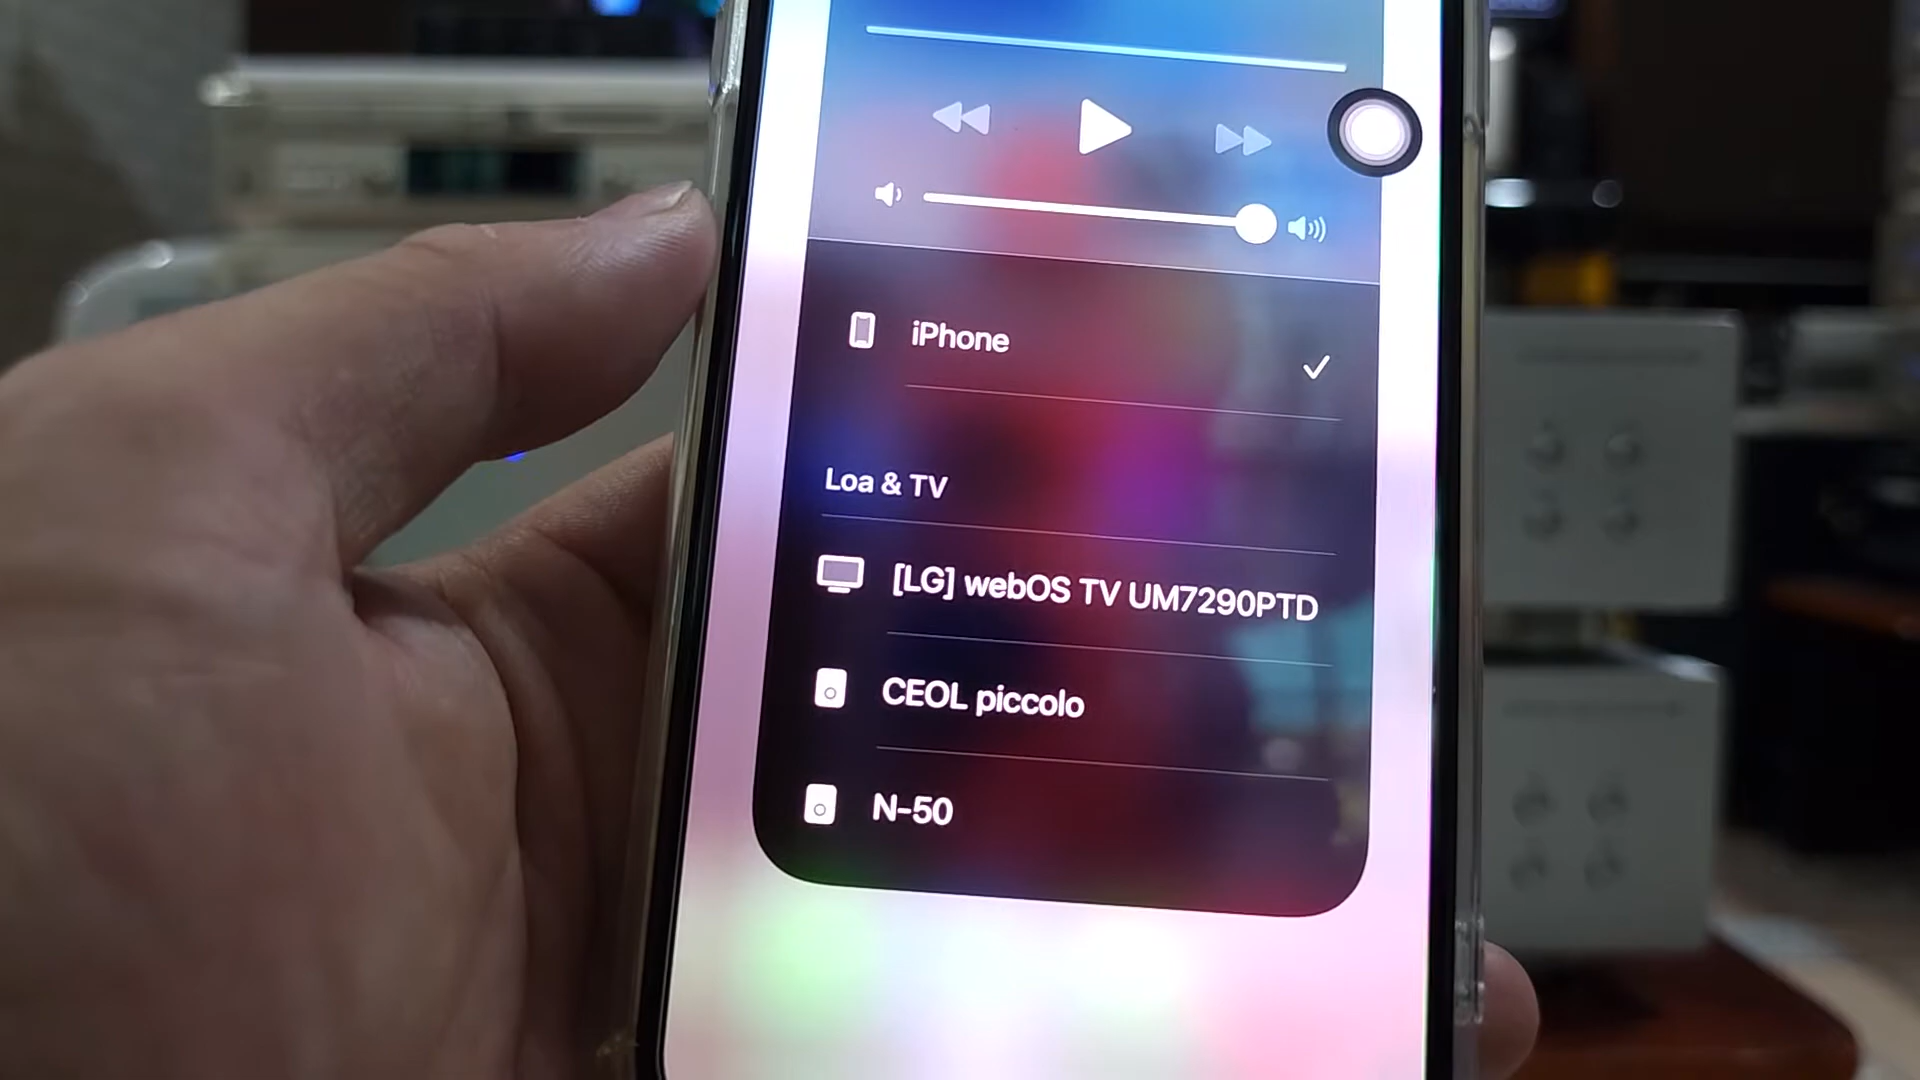 iPhone
Loa & TV
[LG] webOS TV UM7290PTD
CEOL piccolo
N-50